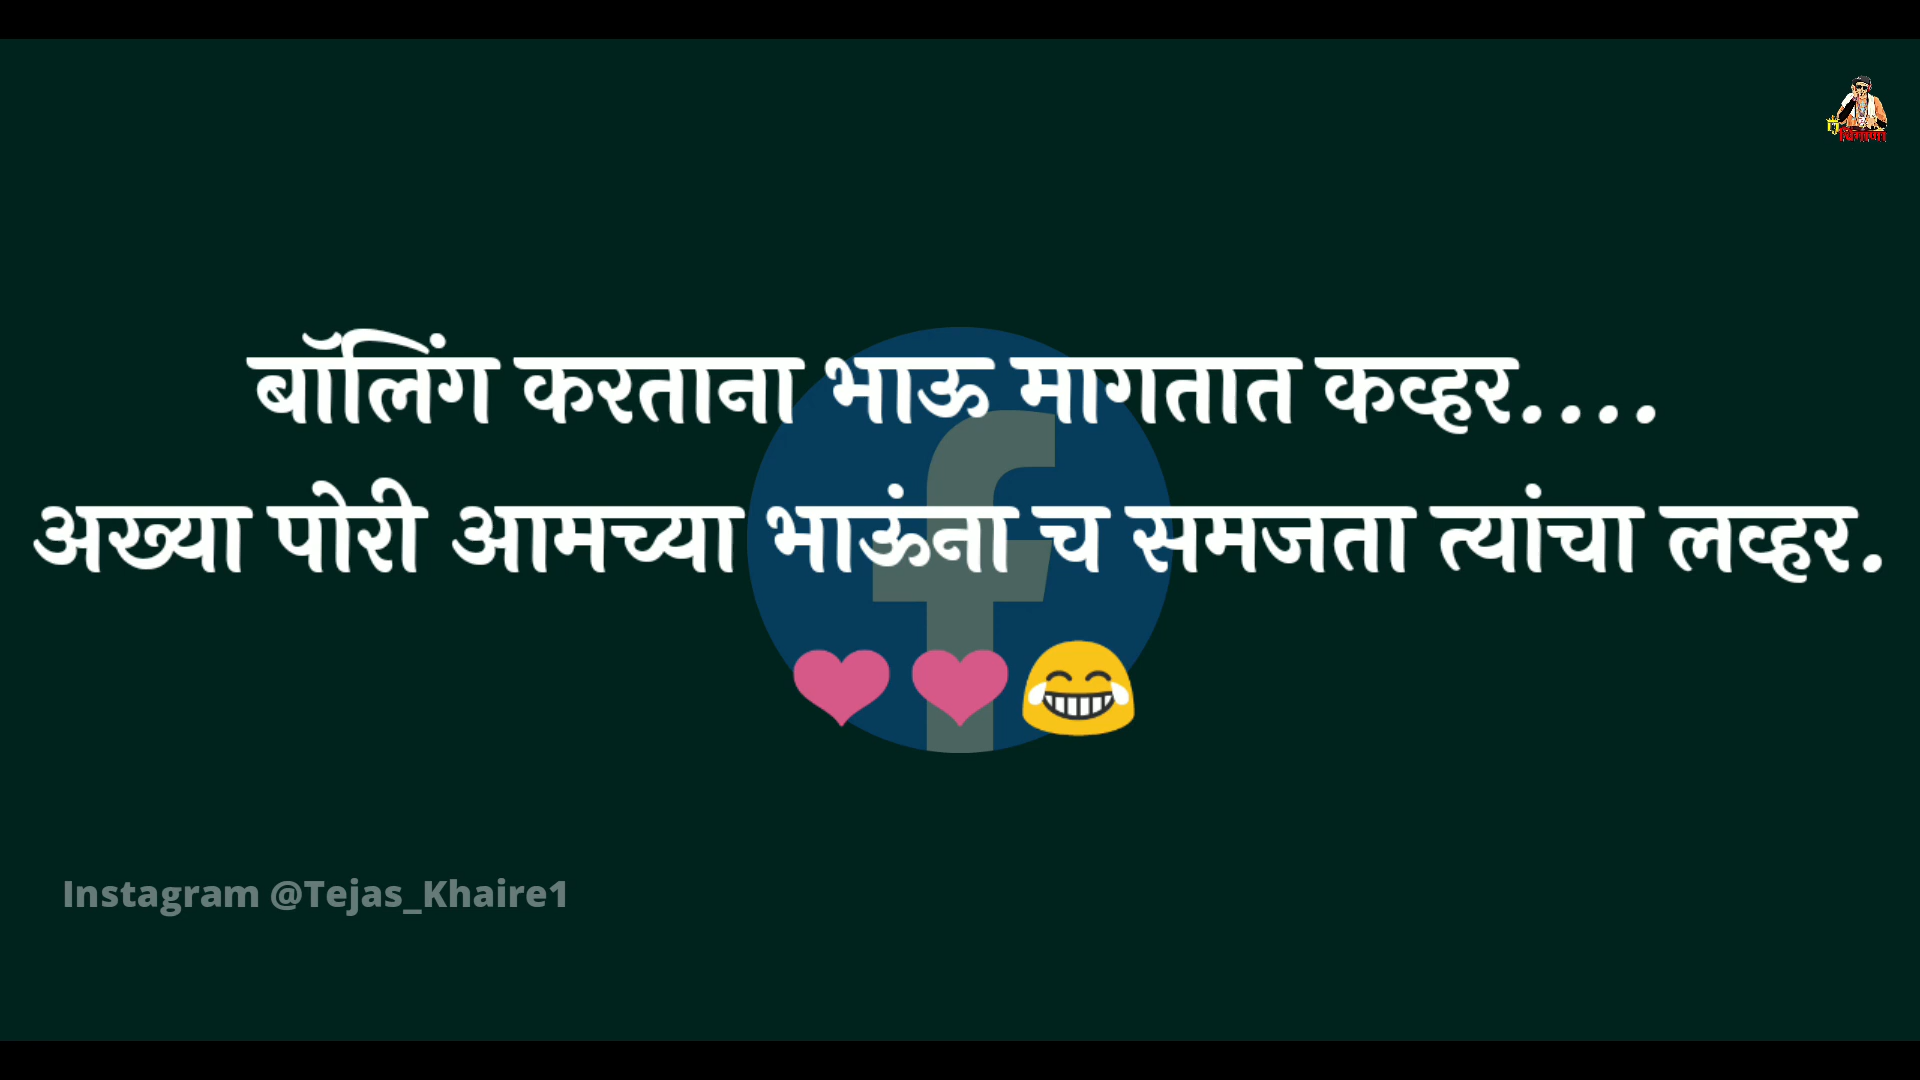 बॉलिंग करताना भाऊ मागतात कव्हर....
अख्या पोरी आमच्या भाऊंना च समजता त्यांचा लव्हर.
❤❤😂
Instagram @Tejas_Khaire1